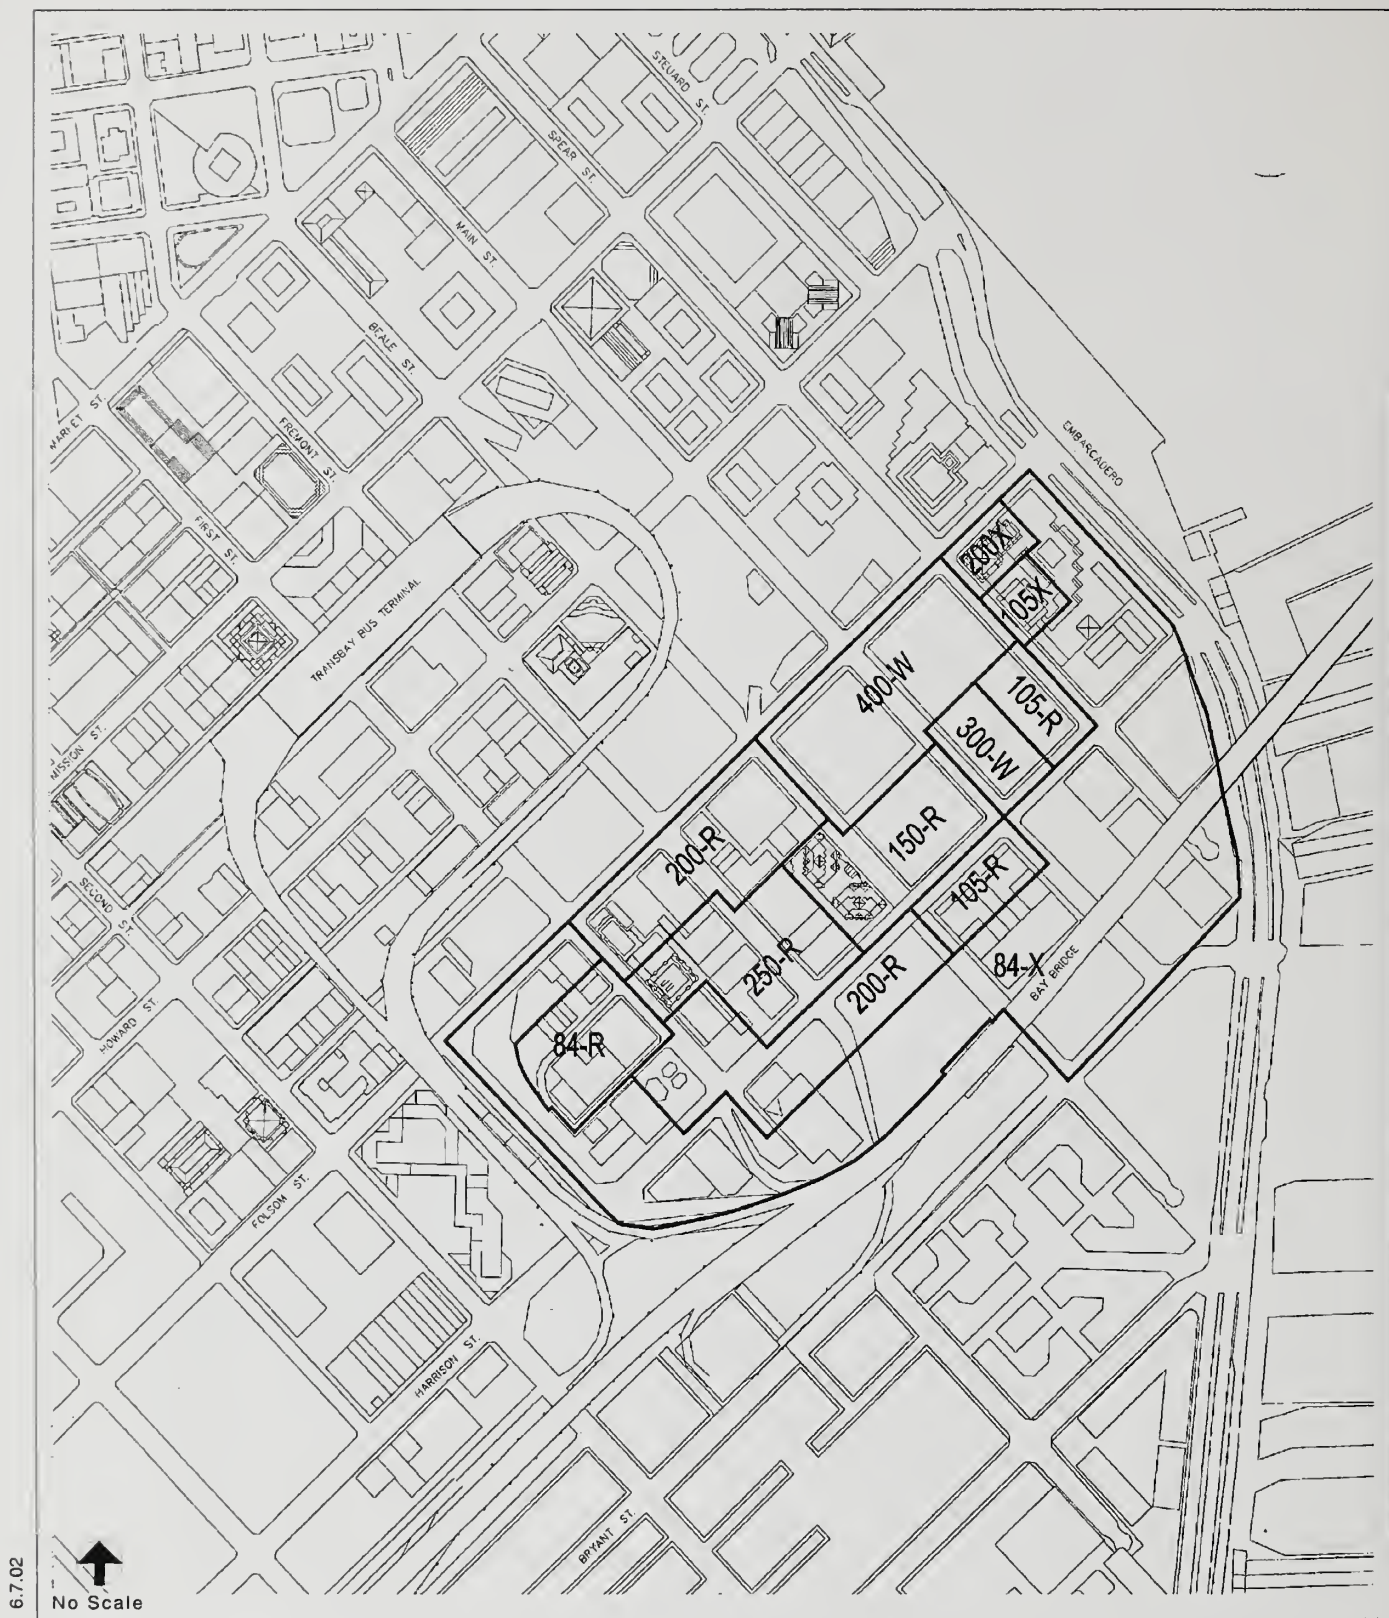 STEUARD ST.
SPEAR ST.
MAIN ST.
BEALE ST.
FREMONT ST.
MARKET ST.
FIRST ST.
EMBARCADERO
TRANSBAY BUS TERMINAL
200X
105X
400-W
105-R
300-W
MISSION ST.
150-R
200-R
105-R
SECOND ST.
250-R
200-R
84-X
BAY BRIDGE
HOWARD ST.
84-R
FOLSOM ST.
HARRISON ST.
BRYANT ST.
6.7.02
No Scale